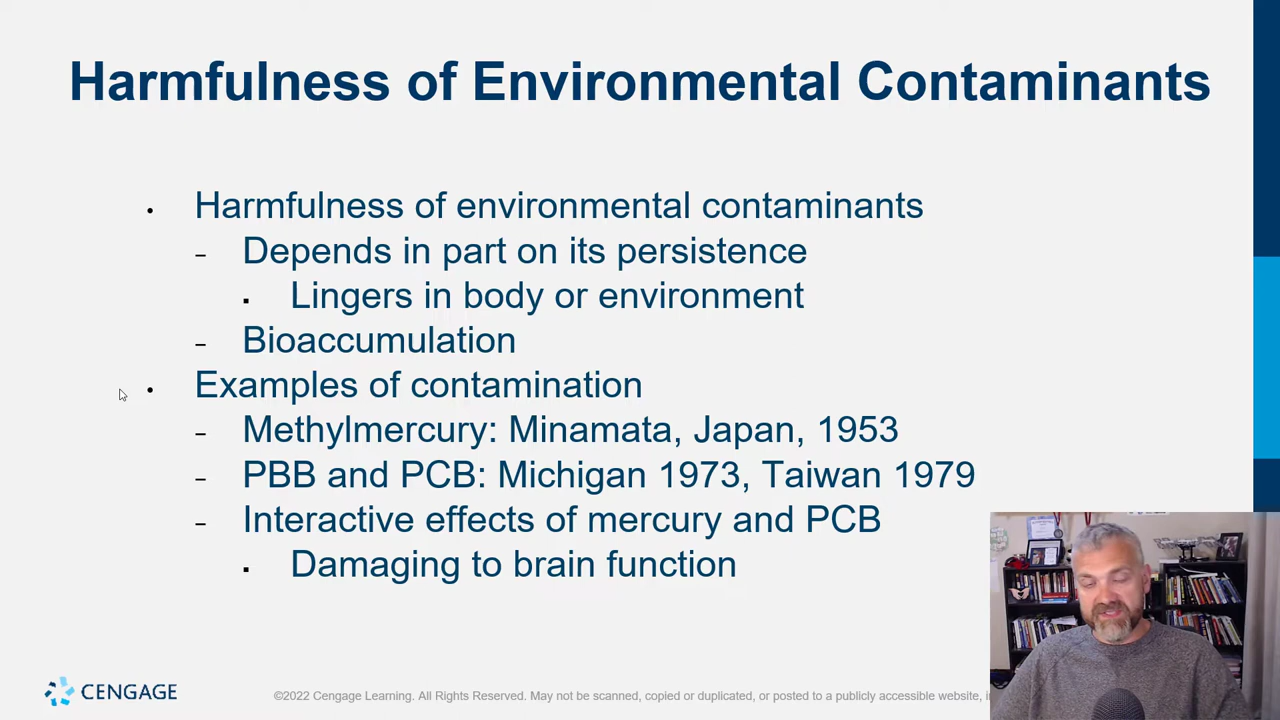 Harmfulness of Environmental Contaminants
• Harmfulness of environmental contaminants
– Depends in part on its persistence
▪ Lingers in body or environment
– Bioaccumulation
• Examples of contamination
– Methylmercury: Minamata, Japan, 1953
– PBB and PCB: Michigan 1973, Taiwan 1979
– Interactive effects of mercury and PCB
▪ Damaging to brain function
CENGAGE
©2022 Cengage Learning. All Rights Reserved. May not be scanned, copied or duplicated, or posted to a publicly accessible website,